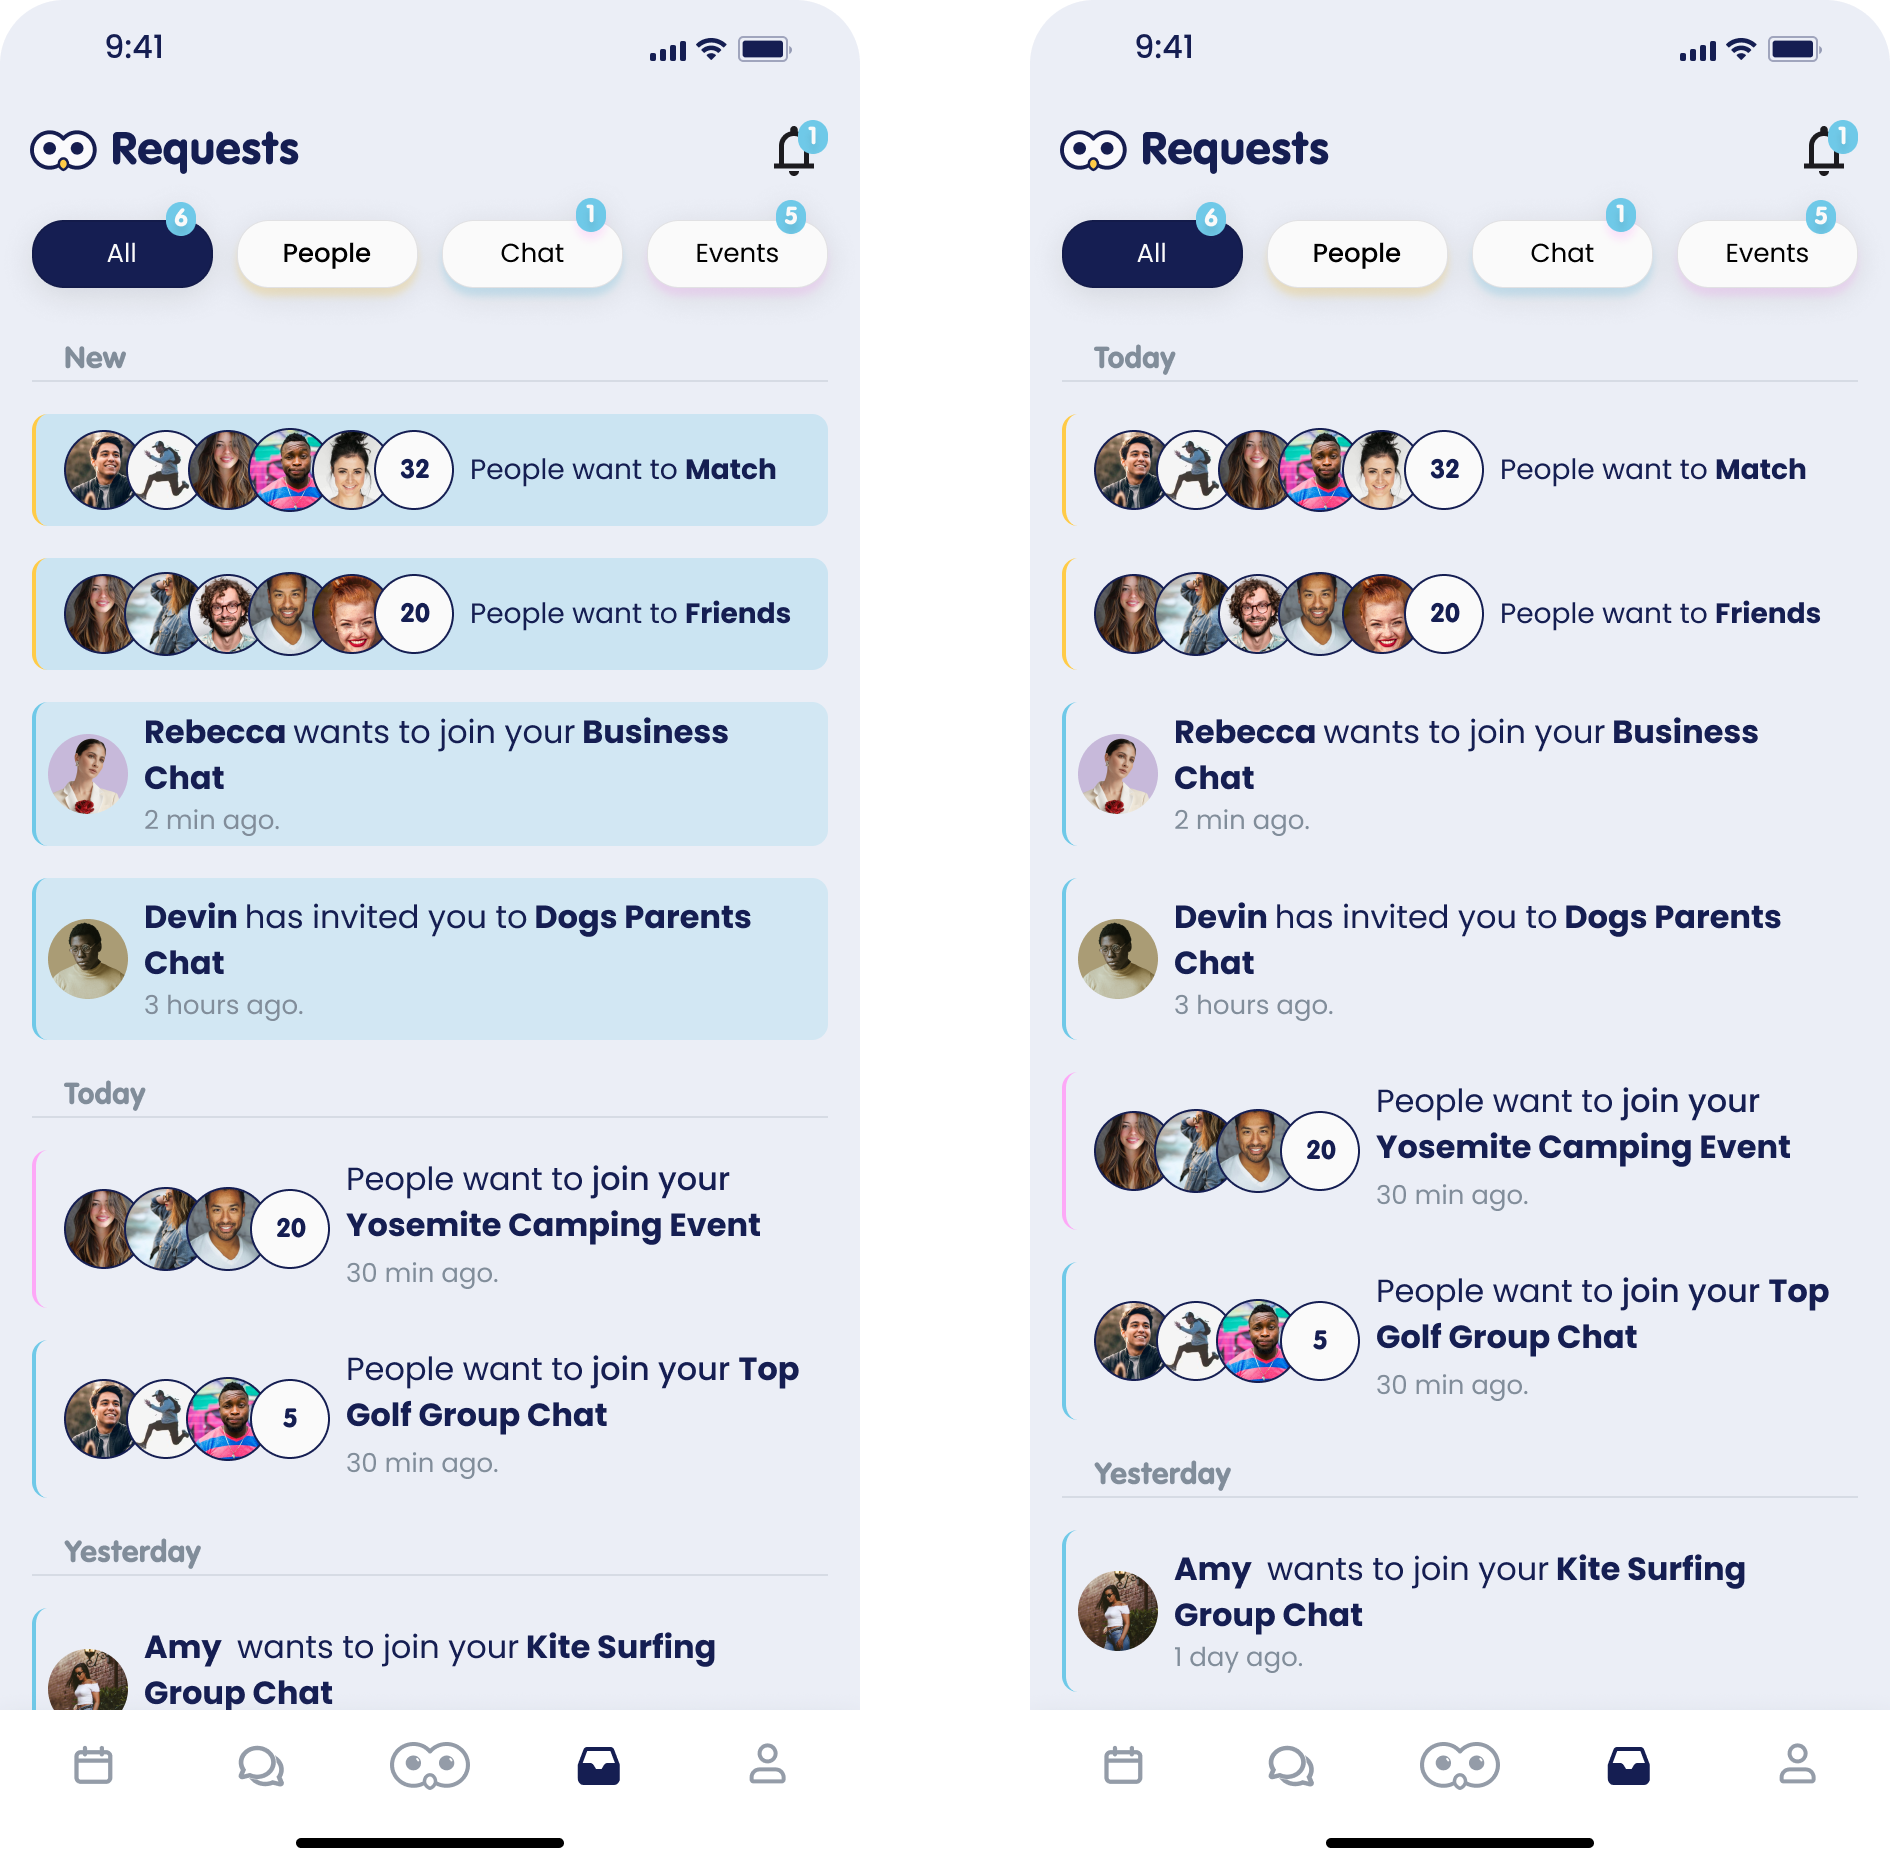 9:41
Requests
1
All
6
People
Chat
1
Events
5
New
32
People want to Match
20
People want to Friends
Rebecca wants to join your Business
Chat
2 min ago.
Devin has invited you to Dogs Parents
Chat
3 hours ago.
Today
20
People want to join your
Yosemite Camping Event
30 min ago.
5
People want to join your Top
Golf Group Chat
30 min ago.
Yesterday
Amy wants to join your Kite Surfing
Group Chat
9:41
Requests
1
All
6
People
Chat
1
Events
5
Today
32
People want to Match
20
People want to Friends
Rebecca wants to join your Business
Chat
2 min ago.
Devin has invited you to Dogs Parents
Chat
3 hours ago.
20
People want to join your
Yosemite Camping Event
30 min ago.
5
People want to join your Top
Golf Group Chat
30 min ago.
Yesterday
Amy wants to join your Kite Surfing
Group Chat
1 day ago.